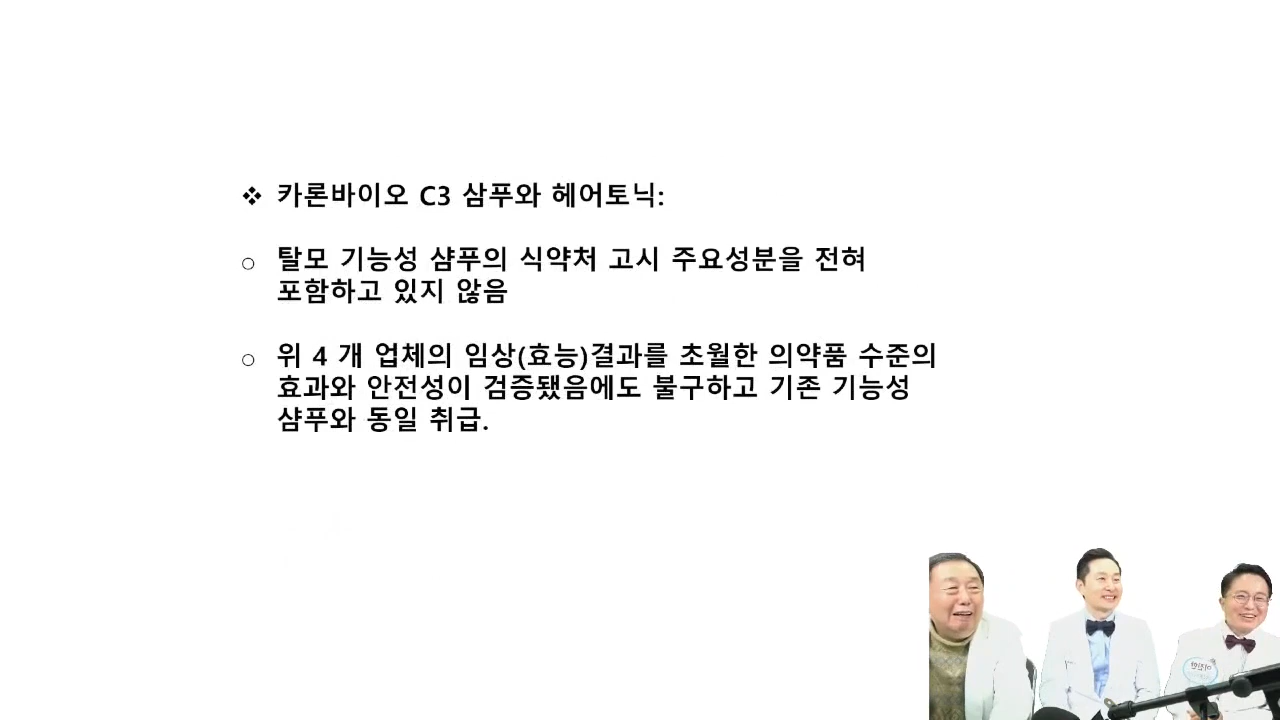 ❖ 카론바이오 C3 삼푸와 헤어토닉:
○ 탈모 기능성 샴푸의 식약처 고시 주요성분을 전혀
포함하고 있지 않음
○ 위 4 개 업체의 임상(효능)결과를 초월한 의약품 수준의
효과와 안전성이 검증됐음에도 불구하고 기존 기능성
샴푸와 동일 취급.